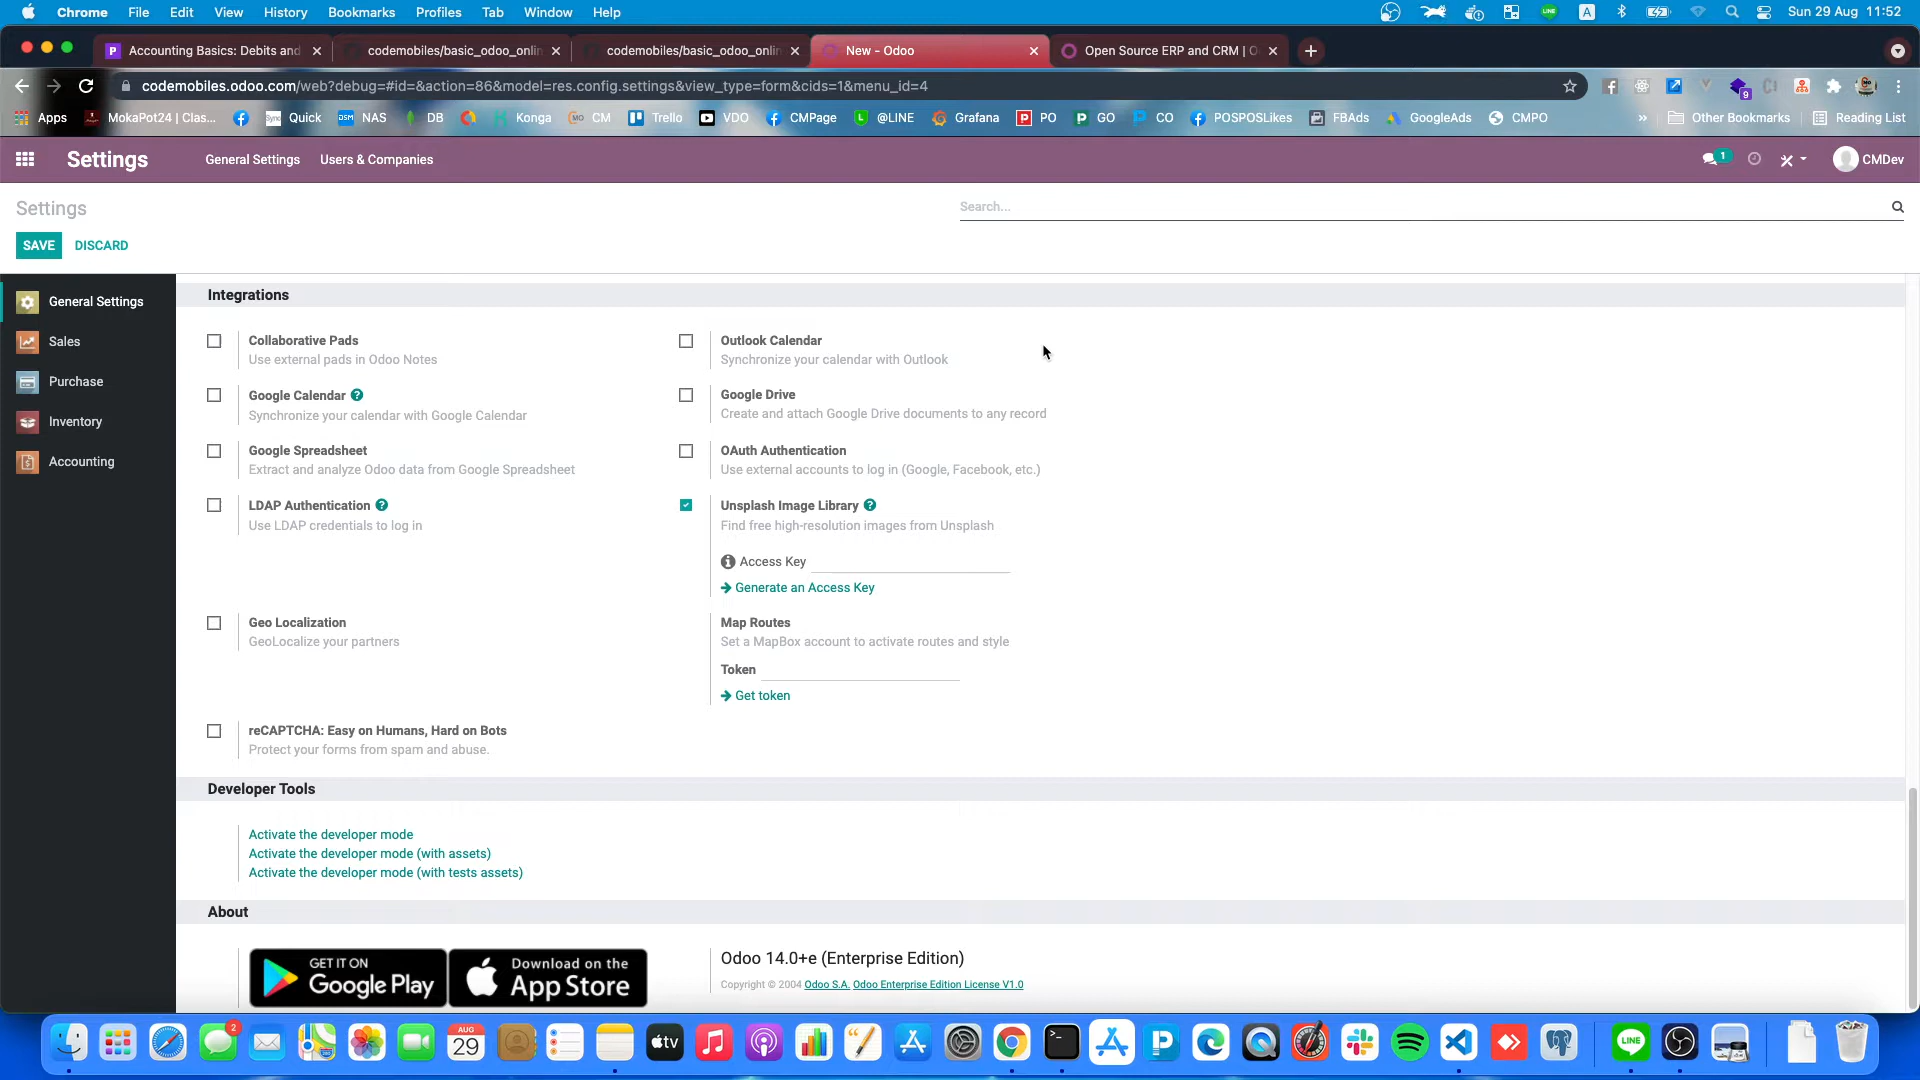 Chrome File Edit View History Bookmarks Profiles Tab Window Help
LINE A Sun 29 Aug 11:52
P Accounting Basics: Debits and
codemobiles/basic_odoo_onlin
codemobiles/basic_odoo_onlin
New - Odoo
Open Source ERP and CRM | O
codemobiles.odoo.com/web?debug=#id=&action=86&model=res.config.settings&view_type=form&cids=1&menu_id=4
9
Apps MokaPot24 | Clas... Quick NAS DB Konga CM Trello VDO CMPage @LINE Grafana PO GO CO POSPOSLikes FBAds GoogleAds CMPO » Other Bookmarks Reading List
Settings General Settings Users & Companies 1 CMDev
Settings
Search...
SAVE DISCARD
General Settings
Sales
Purchase
Inventory
Accounting
Integrations
Collaborative Pads
Use external pads in Odoo Notes
Outlook Calendar
Synchronize your calendar with Outlook
Google Calendar
Synchronize your calendar with Google Calendar
Google Drive
Create and attach Google Drive documents to any record
Google Spreadsheet
Extract and analyze Odoo data from Google Spreadsheet
OAuth Authentication
Use external accounts to log in (Google, Facebook, etc.)
LDAP Authentication
Use LDAP credentials to log in
Unsplash Image Library
Find free high-resolution images from Unsplash
Access Key
Generate an Access Key
Geo Localization
GeoLocalize your partners
Map Routes
Set a MapBox account to activate routes and style
Token
Get token
reCAPTCHA: Easy on Humans, Hard on Bots
Protect your forms from spam and abuse.
Developer Tools
Activate the developer mode
Activate the developer mode (with assets)
Activate the developer mode (with tests assets)
About
GET IT ON
Google Play
Download on the
App Store
Odoo 14.0+e (Enterprise Edition)
Copyright © 2004 Odoo S.A. Odoo Enterprise Edition License V1.0
2
AUG
29
tv
LINE